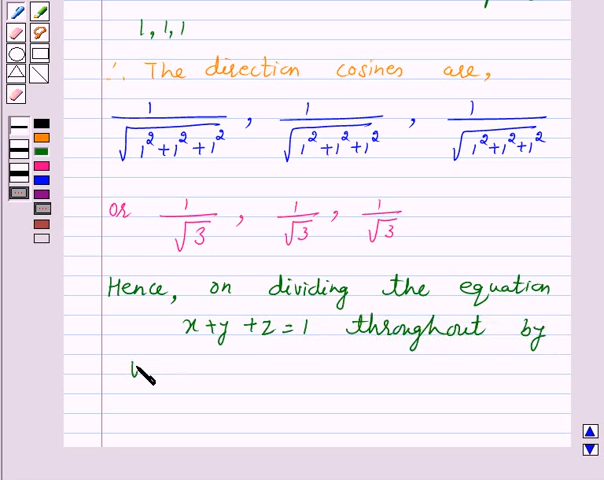 1, 1, 1
∴ The direction cosines are,
1/√(1²+1²+1²) , 1/√(1²+1²+1²) , 1/√(1²+1²+1²)
or 1/√3 , 1/√3 , 1/√3
Hence, on dividing the equation
x+y+z=1 throughout by